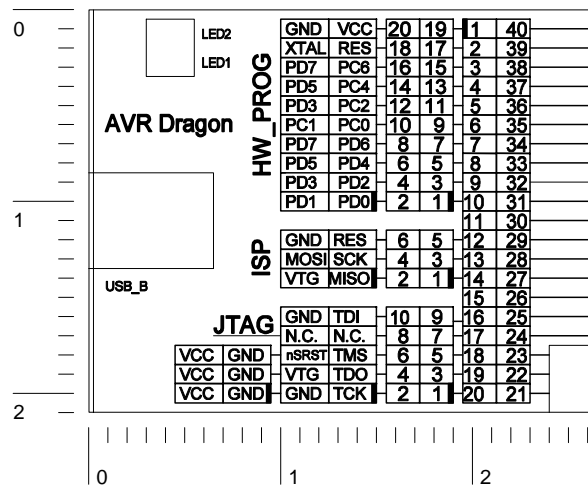 0
LED2
LED1
AVR Dragon
HW_PROG
GND VCC 20 19 1 40
XTAL RES 18 17 2 39
PD7 PC6 16 15 3 38
PD5 PC4 14 13 4 37
PD3 PC2 12 11 5 36
PC1 PC0 10 9 6 35
PD7 PD6 8 7 7 34
PD5 PD4 6 5 8 33
PD3 PD2 4 3 9 32
PD1 PD0 2 1 10 31
1
11 30
ISP
GND RES 6 5 12 29
MOSI SCK 4 3 13 28
VTG MISO 2 1 14 27
USB_B
15 26
JTAG
GND TDI 10 9 16 25
N.C. N.C. 8 7 17 24
VCC GND nSRST TMS 6 5 18 23
VCC GND VTG TDO 4 3 19 22
VCC GND GND TCK 2 1 20 21
2
0 1 2